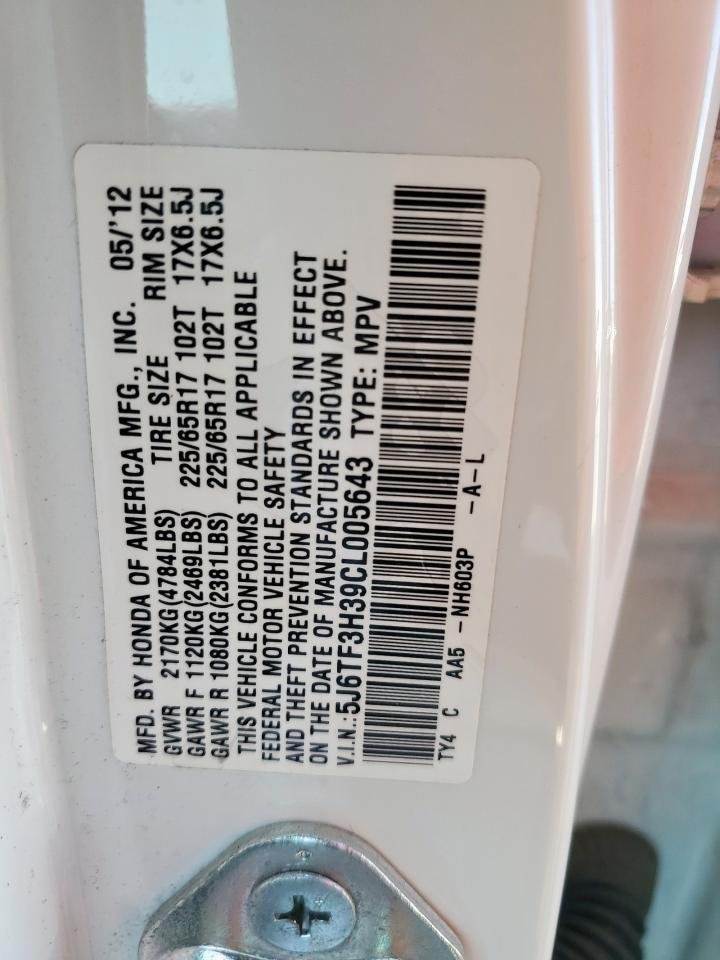 MFD. BY HONDA OF AMERICA MFG., INC. 05/'12
GVWR 2170KG(4784LBS) TIRE SIZE RIM SIZE
GAWR F 1120KG(2469LBS) 225/65R17 102T 17X6.5J
GAWR R 1080KG(2381LBS) 225/65R17 102T 17X6.5J
THIS VEHICLE CONFORMS TO ALL APPLICABLE
FEDERAL MOTOR VEHICLE SAFETY
AND THEFT PREVENTION STANDARDS IN EFFECT
ON THE DATE OF MANUFACTURE SHOWN ABOVE.
V.I.N.:5J6TF3H39CL005643 TYPE: MPV
TY4 C AA5 -NH603P -A-L